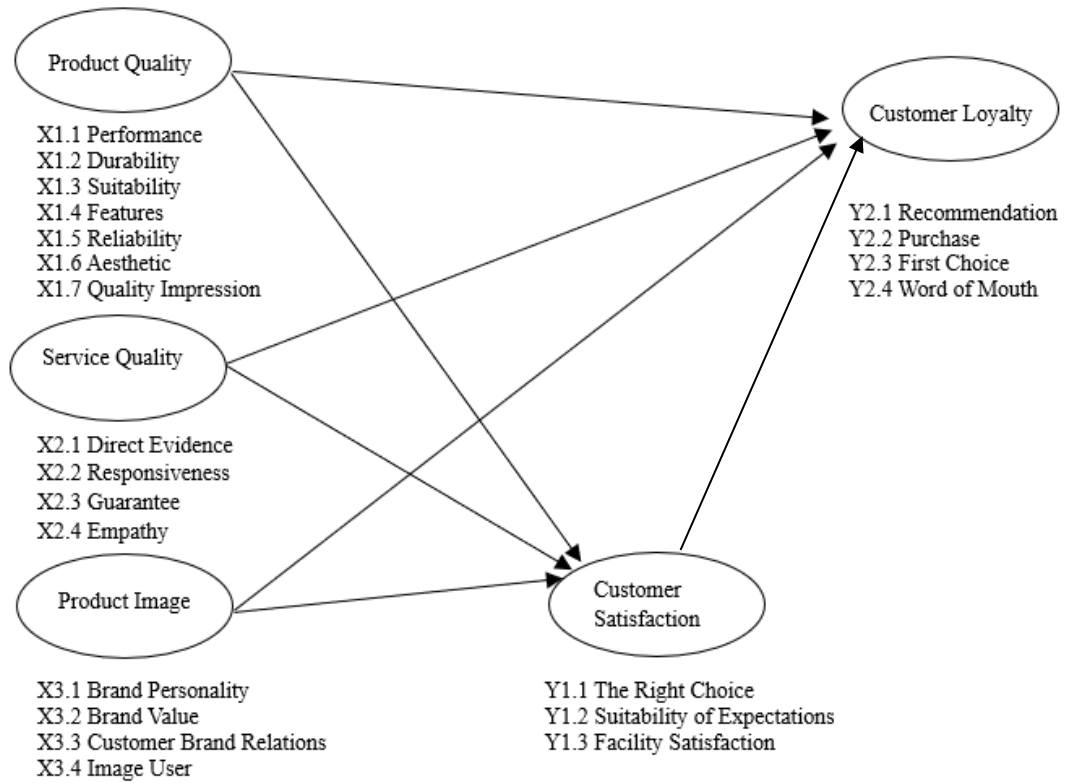 Product Quality
X1.1 Performance
X1.2 Durability
X1.3 Suitability
X1.4 Features
X1.5 Reliability
X1.6 Aesthetic
X1.7 Quality Impression
Service Quality
X2.1 Direct Evidence
X2.2 Responsiveness
X2.3 Guarantee
X2.4 Empathy
Product Image
X3.1 Brand Personality
X3.2 Brand Value
X3.3 Customer Brand Relations
X3.4 Image User
Customer
Satisfaction
Y1.1 The Right Choice
Y1.2 Suitability of Expectations
Y1.3 Facility Satisfaction
Customer Loyalty
Y2.1 Recommendation
Y2.2 Purchase
Y2.3 First Choice
Y2.4 Word of Mouth